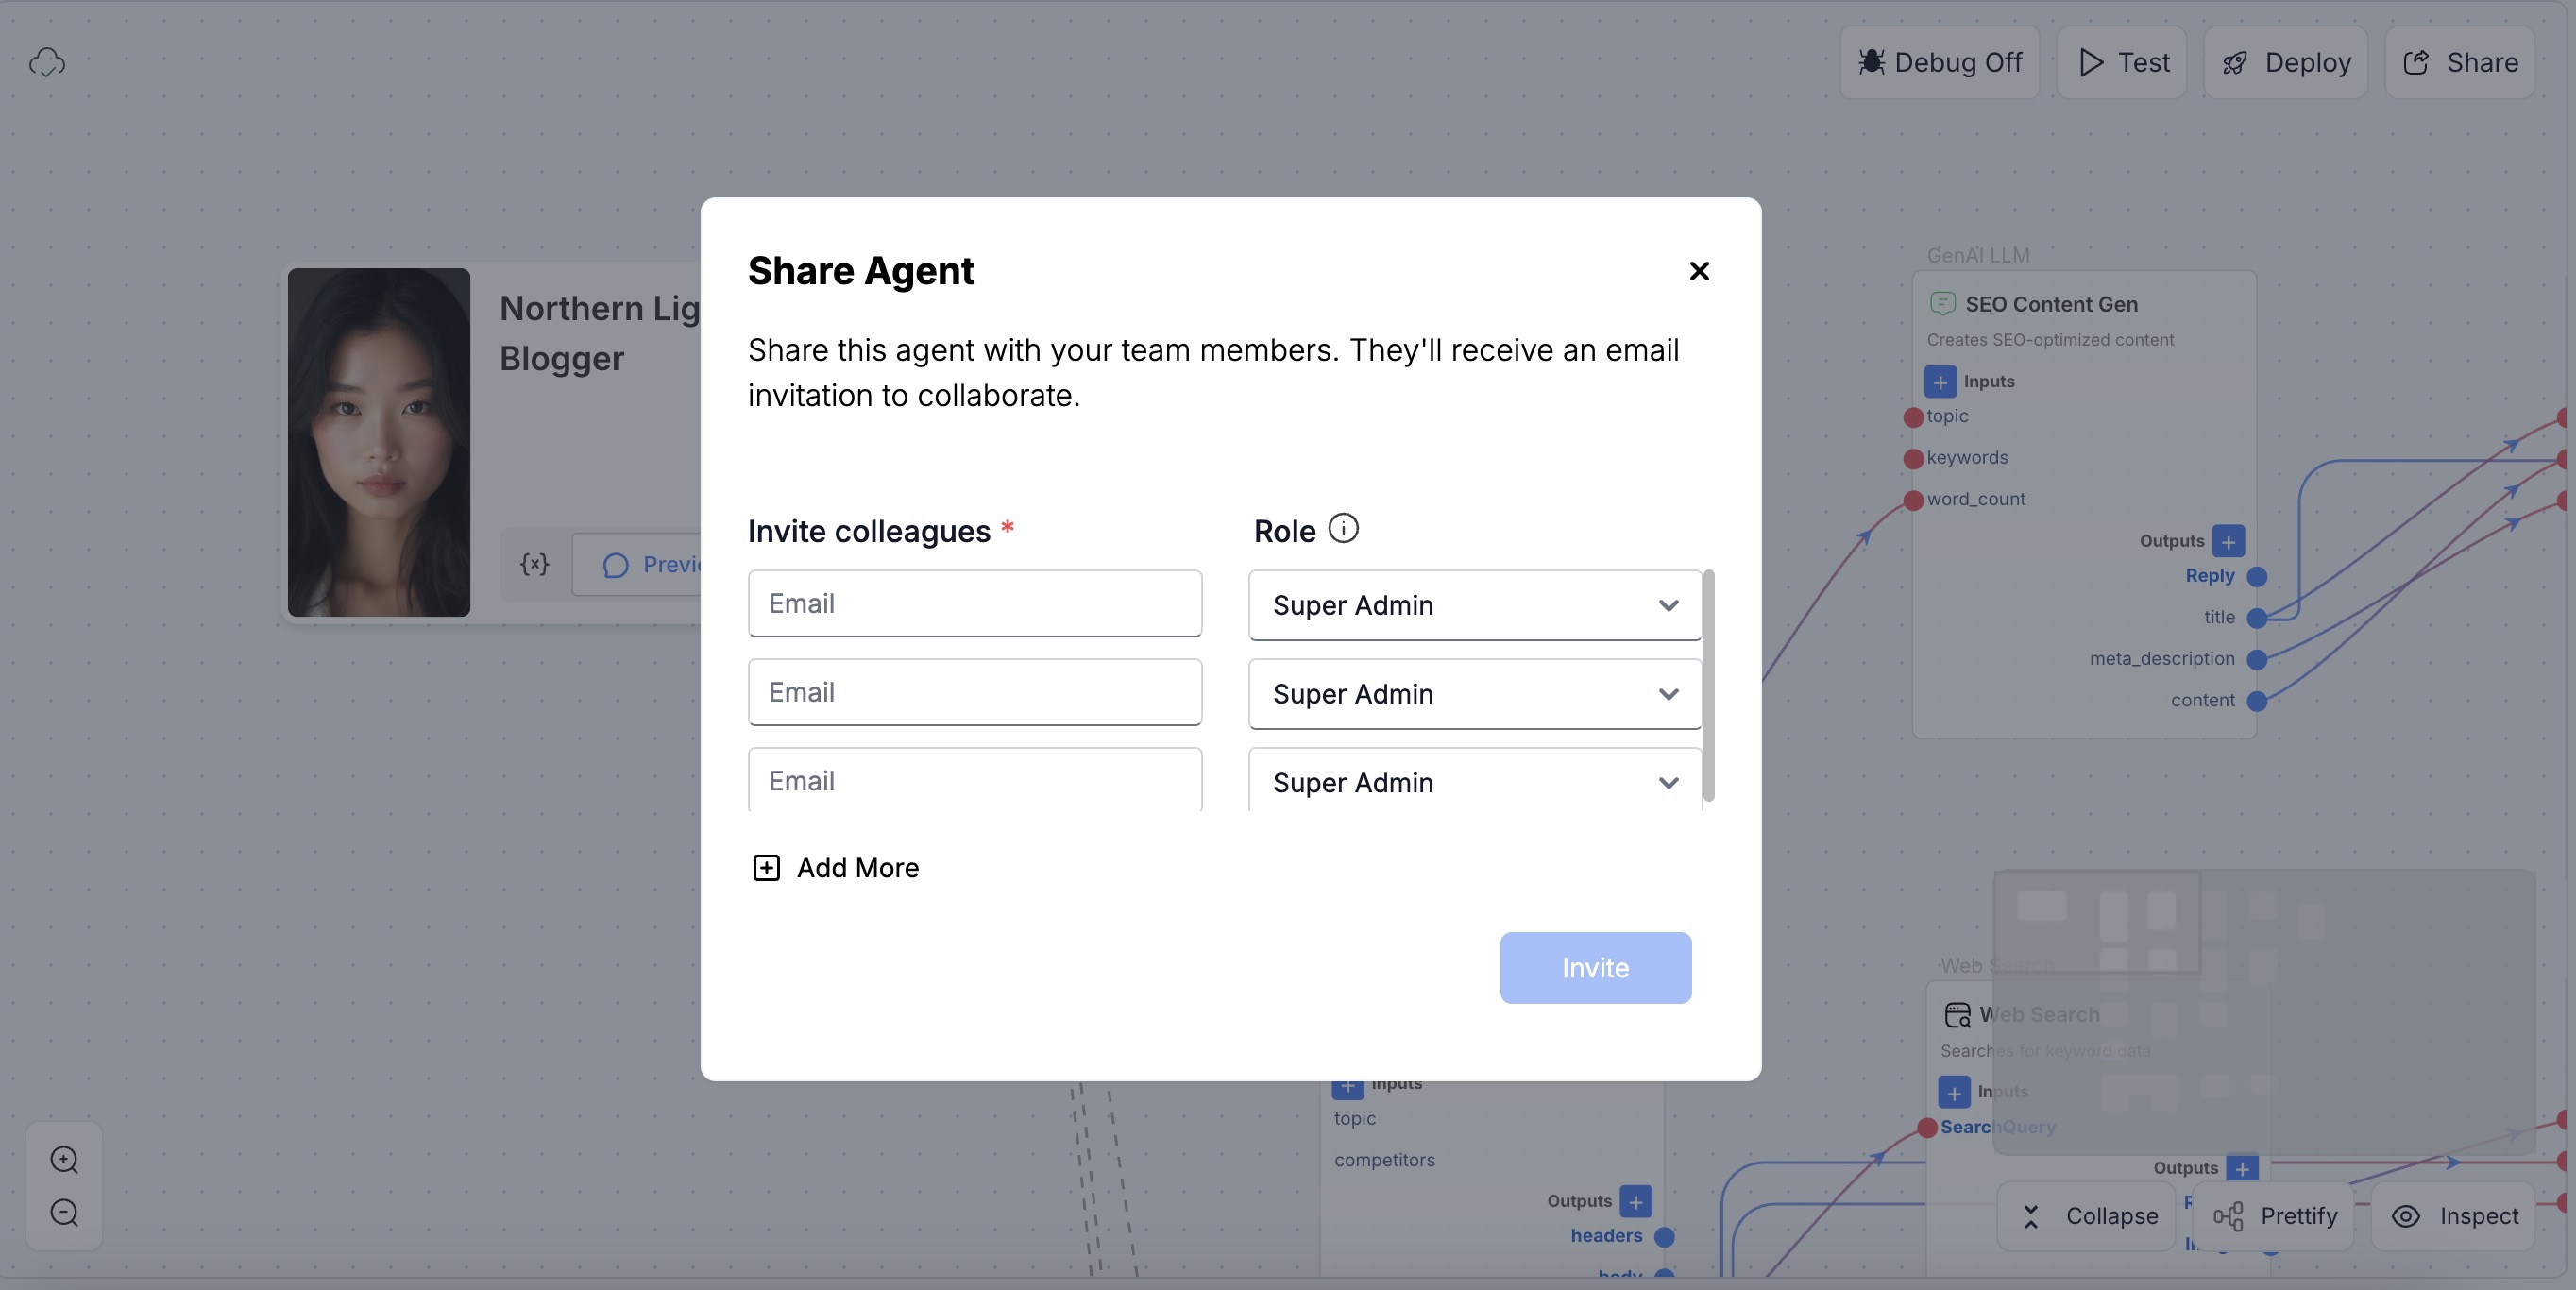 Debug Off
Test
Deploy
Share
Share Agent
Share this agent with your team members. They'll receive an email
invitation to collaborate.
Invite colleagues *
Role
Email
Super Admin
Email
Super Admin
Email
Super Admin
Add More
Invite
Northern Lig
Blogger
{x}
Previ
GenAI LLM
SEO Content Gen
Creates SEO-optimized content
Inputs
topic
keywords
word_count
Outputs
Reply
title
meta_description
content
Web Search
Web Search
Searches for keyword data
Inputs
SearchQuery
Outputs
Inputs
topic
competitors
Outputs
headers
body
Collapse
Prettify
Inspect